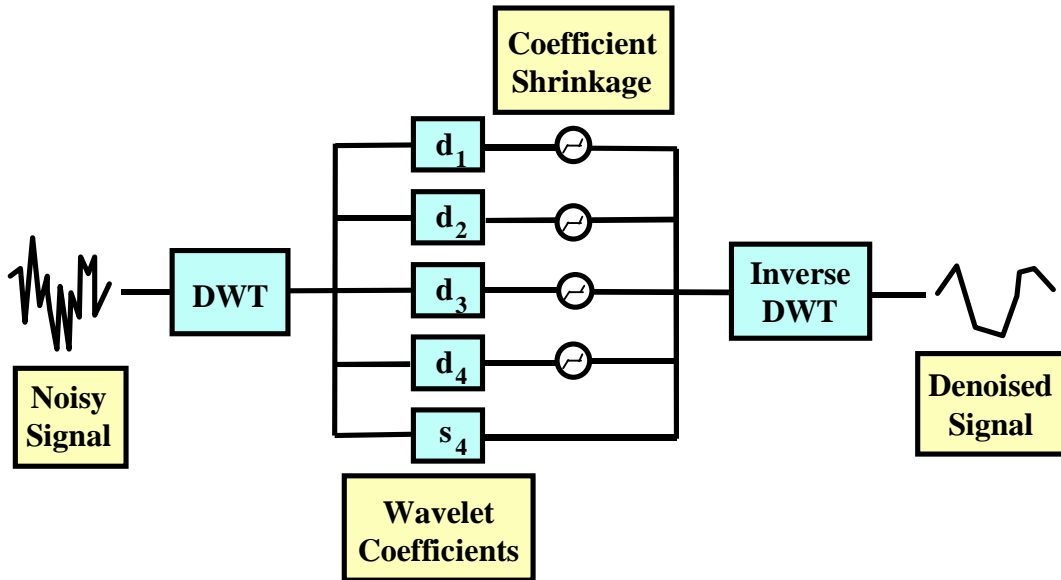 Coefficient
Shrinkage
d1
d2
d3
d4
s4
DWT
Inverse
DWT
Noisy
Signal
Denoised
Signal
Wavelet
Coefficients